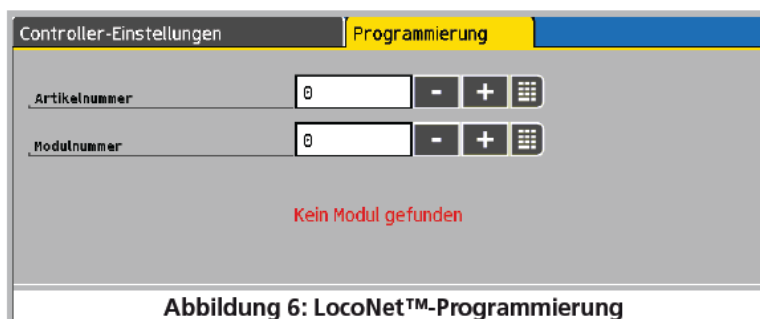 Controller-Einstellungen Programmierung
Artikelnummer 0 - +
Modulnummer 0 - +
Kein Modul gefunden
Abbildung 6: LocoNet™-Programmierung